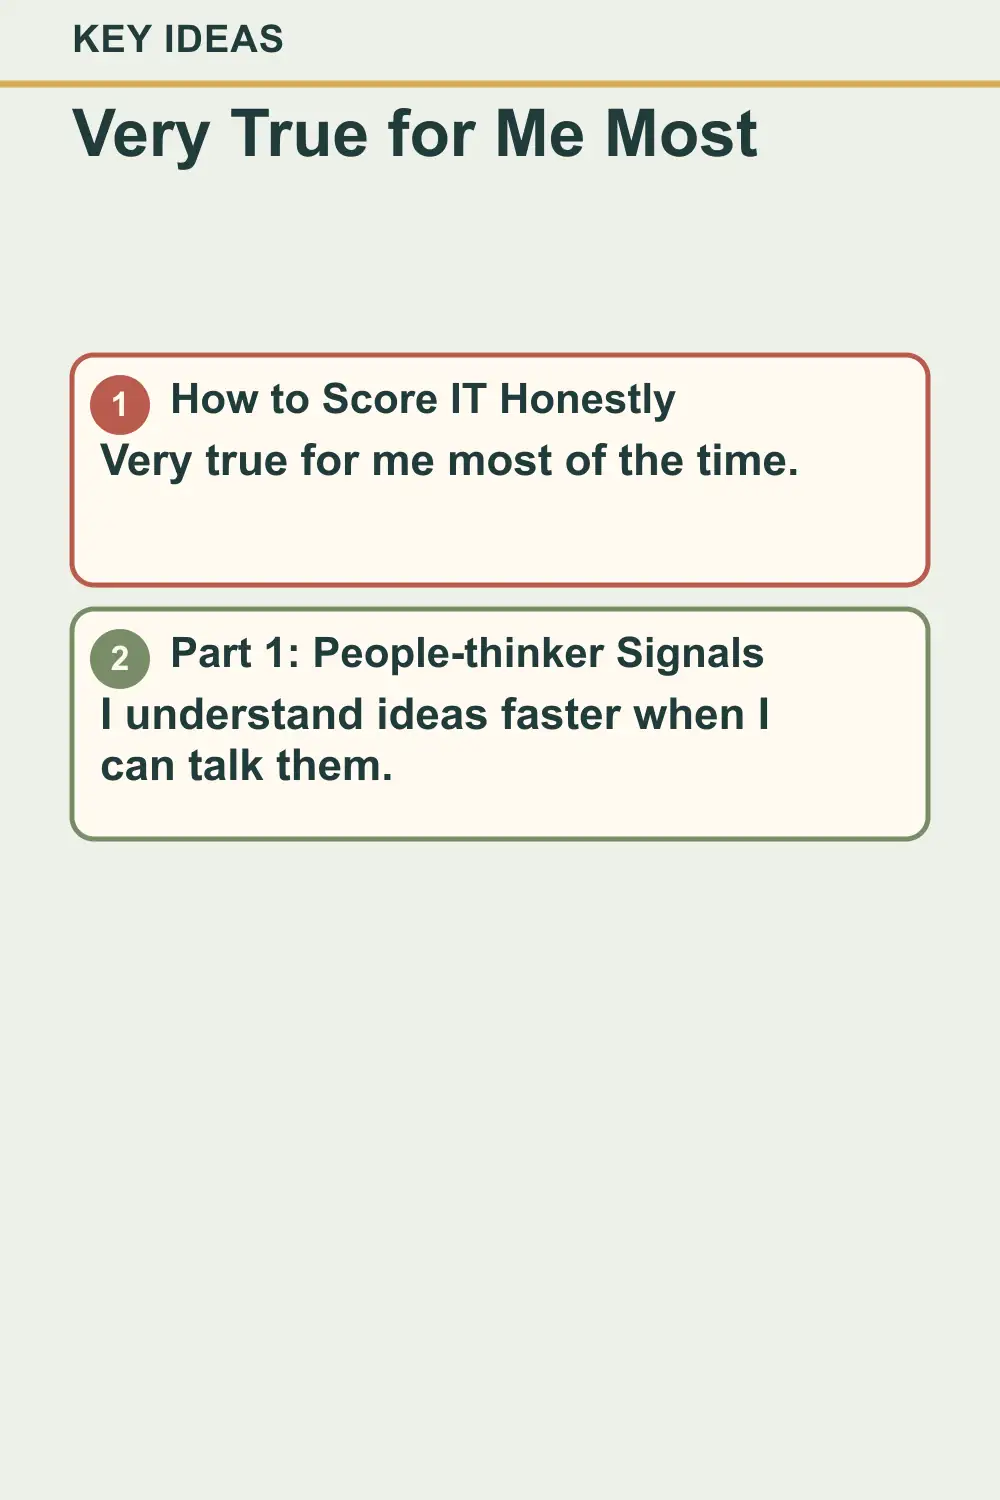 KEY IDEAS
Very True for Me Most
1 How to Score IT Honestly
Very true for me most of the time.
2 Part 1: People-thinker Signals
I understand ideas faster when I
can talk them.